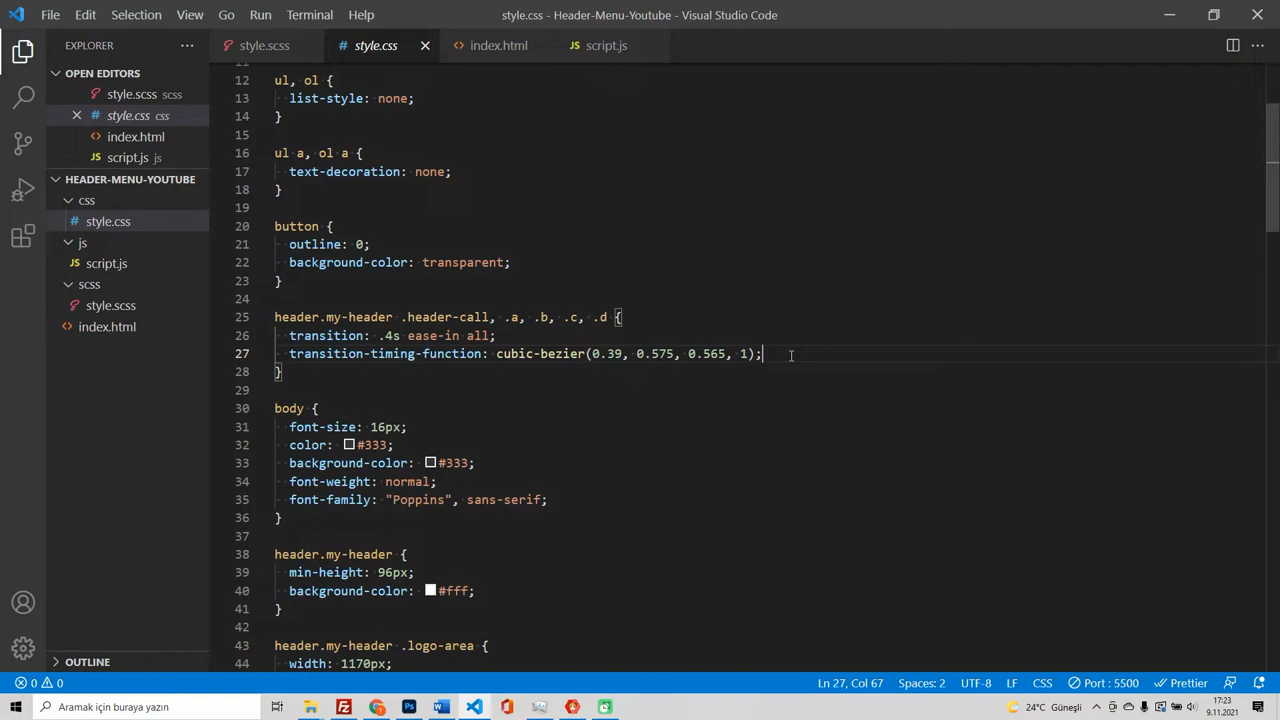 File Edit Selection View Go Run Terminal Help style.css - Header-Menu-Youtube - Visual Studio Code
EXPLORER
OPEN EDITORS
style.scss scss
style.css css
index.html
script.js js
HEADER-MENU-YOUTUBE
css
style.css
js
script.js
scss
style.scss
index.html
OUTLINE
style.scss style.css index.html script.js
12 ul, ol {
13 list-style: none;
14 }
15
16 ul a, ol a {
17 text-decoration: none;
18 }
19
20 button {
21 outline: 0;
22 background-color: transparent;
23 }
24
25 header.my-header .header-call, .a, .b, .c, .d {
26 transition: .4s ease-in all;
27 transition-timing-function: cubic-bezier(0.39, 0.575, 0.565, 1);
28 }
29
30 body {
31 font-size: 16px;
32 color: #333;
33 background-color: #333;
34 font-weight: normal;
35 font-family: "Poppins", sans-serif;
36 }
37
38 header.my-header {
39 min-height: 96px;
40 background-color: #fff;
41 }
42
43 header.my-header .logo-area {
44 width: 1170px;
0 0 Ln 27, Col 67 Spaces: 2 UTF-8 LF CSS Port : 5500 Prettier
Aramak için buraya yazın 24°C Güneşli 17:23
9.11.2021